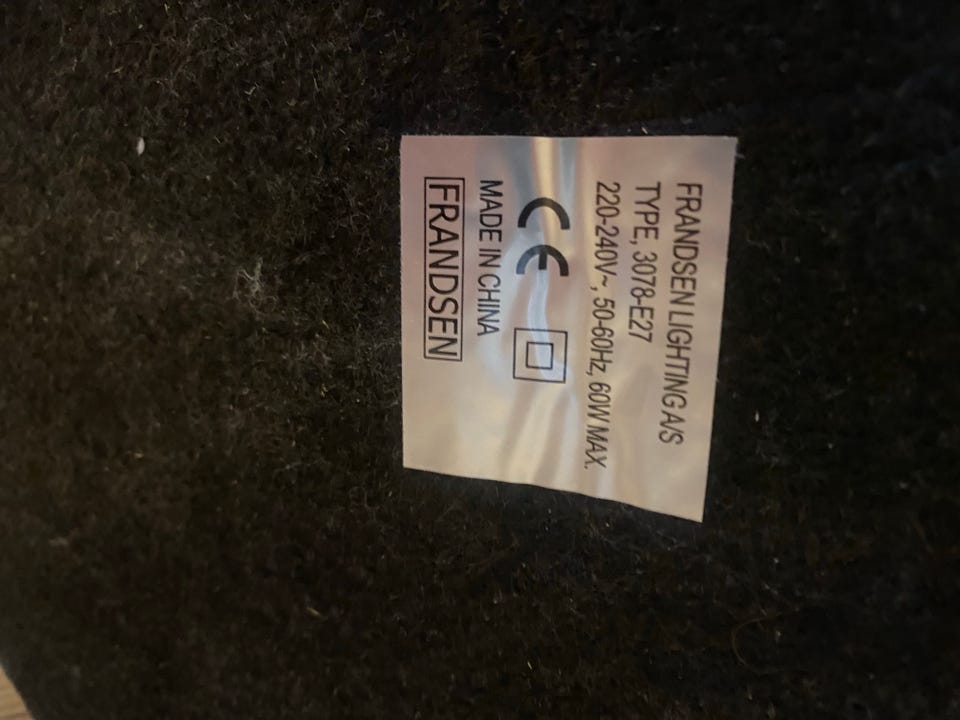 FRANDSEN LIGHTING A/S
TYPE, 3078-E27
220-240V~, 50-60Hz, 60W MAX.
CE
MADE IN CHINA
FRANDSEN